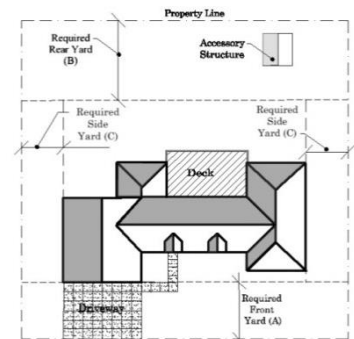 Property Line
Required
Rear Yard
(B)
Accessory
Structure
Required
Side
Yard (C)
Required
Side
Yard (C)
Deck
Driveway
Required
Front
Yard (A)